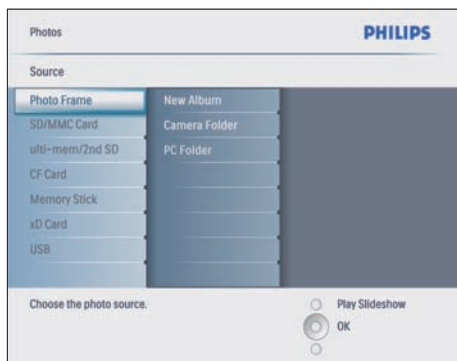 Photos
PHILIPS
Source
Photo Frame
SD/MMC Card
ulti-mem/2nd SD
CF Card
Memory Stick
xD Card
USB
New Album
Camera Folder
PC Folder
Choose the photo source.
Play Slideshow
OK